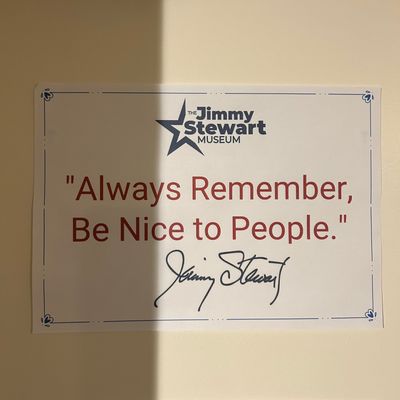 THE Jimmy
Stewart
MUSEUM
"Always Remember,
Be Nice to People."
Jimmy Stewart